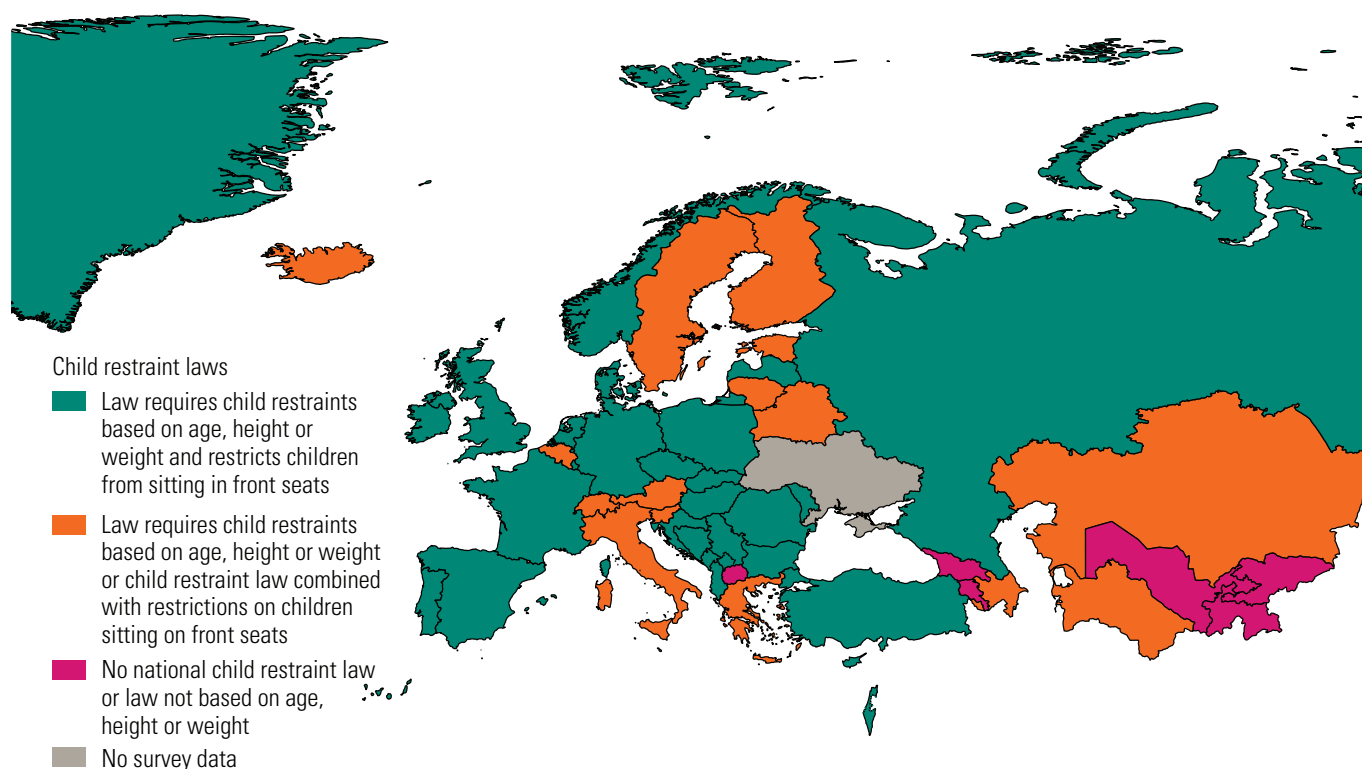 Child restraint laws
Law requires child restraints
based on age, height or
weight and restricts children
from sitting in front seats
Law requires child restraints
based on age, height or weight
or child restraint law combined
with restrictions on children
sitting on front seats
No national child restraint law
or law not based on age,
height or weight
No survey data